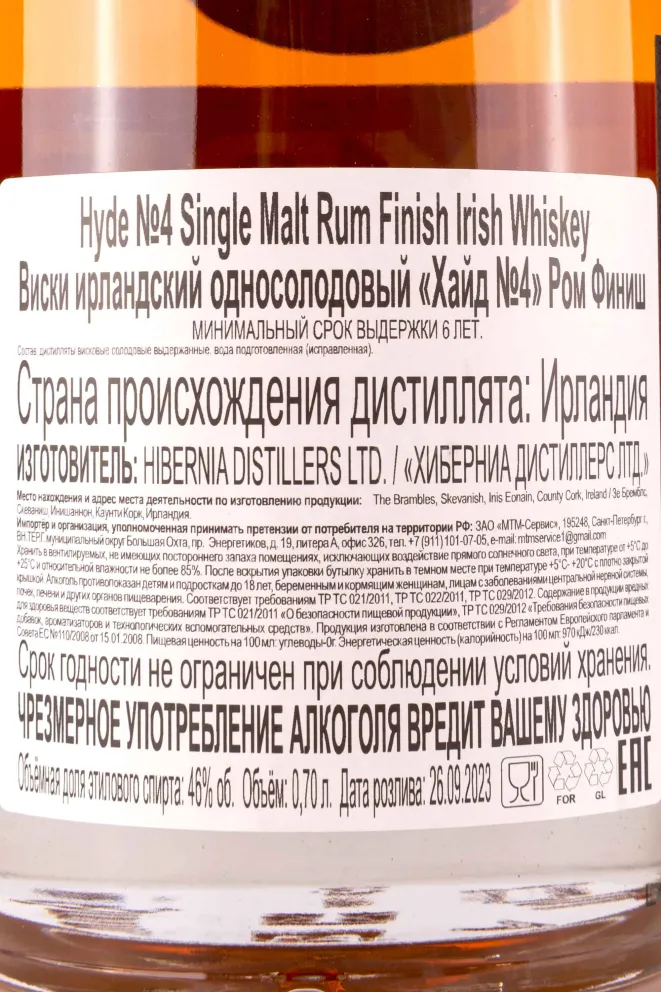 Hyde №4 Single Malt Rum Finish Irish Whiskey
Виски ирландский односолодовый «Хайд №4» Ром Финиш
МИНИМАЛЬНЫЙ СРОК ВЫДЕРЖКИ 6 ЛЕТ.
Состав: дистилляты висковые солодовые выдержанные, вода подготовленная (исправленная).
Страна происхождения дистиллята: Ирландия
ИЗГОТОВИТЕЛЬ: HIBERNIA DISTILLERS LTD. / «ХИБЕРНИА ДИСТИЛЛЕРС ЛТД.»
Место нахождения и адрес места деятельности по изготовлению продукции: The Brambles, Skevanish, Inis Eonain, County Cork, Ireland / Зе Бремблс,
Скеваниш, Инишаннон, Каунти Корк, Ирландия.
Импортёр и организация, уполномоченная принимать претензии от потребителя на территории РФ: ЗАО «МТМ-Сервис», 195248, Санкт-Петербург г.,
ВН.ТЕР.Г. муниципальный округ Большая Охта, пр. Энергетиков, д. 19, литера А, офис 326, тел. +7 (911) 101-07-05, e-mail: mtmservice1@gmail.com
Хранить в вентилируемых, не имеющих постороннего запаха помещениях, исключающих воздействие прямого солнечного света, при температуре от +5°С до
+25°С и относительной влажности не более 85%. После вскрытия упаковки бутылку хранить в темном месте при температуре +5°С- +20°С с плотно закрытой
крышкой. Алкоголь противопоказан детям и подросткам до 18 лет, беременным и кормящим женщинам, лицам с заболеваниями центральной нервной системы,
почек, печени и других органов пищеварения. Соответствует требованиям ТР ТС 021/2011, ТР ТС 022/2011, ТР ТС 029/2012. Содержание в продукции вредных
для здоровья веществ соответствует требованиям ТР ТС 021/2011 «О безопасности пищевой продукции», ТР ТС 029/2012 «Требования безопасности пищевых
добавок, ароматизаторов и технологических вспомогательных средств». Продукция изготовлена в соответствии с Регламентом Европейского парламента и
Совета ЕС №110/2008 от 15.01.2008. Пищевая ценность на 100 мл: углеводы-0г. Энергетическая ценность (калорийность) на 100 мл: 970 кДж/230 ккал.
Срок годности не ограничен при соблюдении условий хранения.
ЧРЕЗМЕРНОЕ УПОТРЕБЛЕНИЕ АЛКОГОЛЯ ВРЕДИТ ВАШЕМУ ЗДОРОВЬЮ
Объёмная доля этилового спирта: 46% об. Объём: 0,70 л. Дата розлива: 26.09.2023
FOR GL EAC